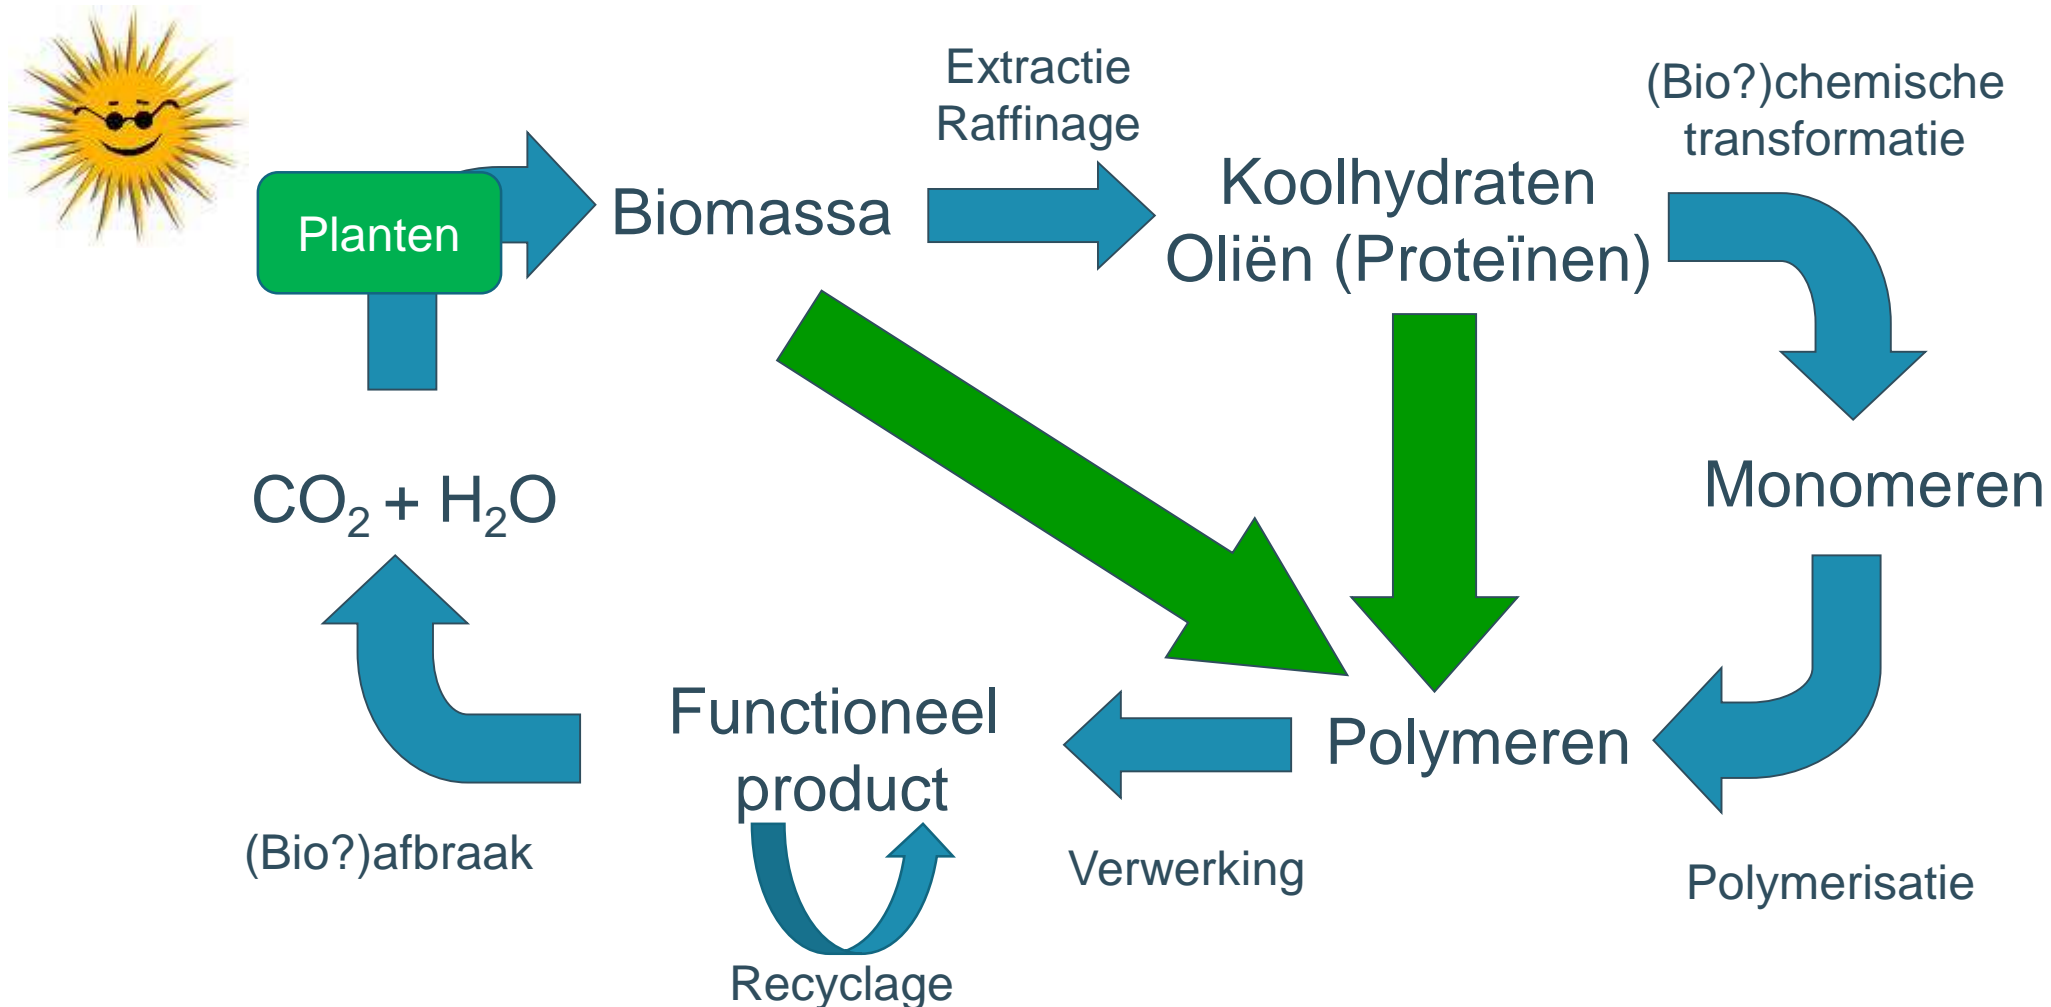 Extractie
Raffinage
(Bio?)chemische
transformatie
Planten
Biomassa
Koolhydraten
Oliën (Proteïnen)
CO₂ + H₂O
Monomeren
Functioneel
product
Polymeren
(Bio?)afbraak
Verwerking
Polymerisatie
Recyclage